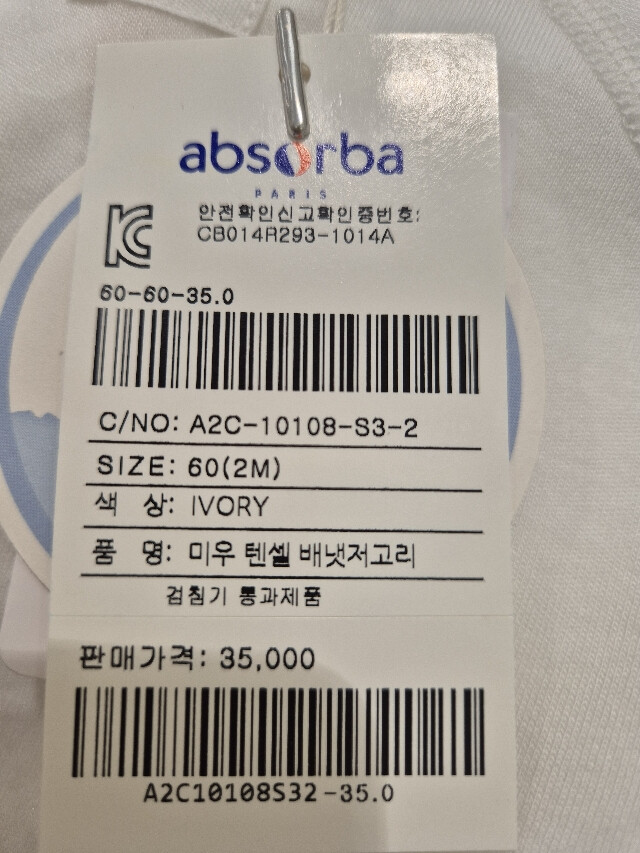 absorba
PARIS
안전확인신고확인증번호:
CB014R293-1014A
60-60-35.0
C/NO: A2C-10108-S3-2
SIZE: 60(2M)
색 상: IVORY
품 명: 미우 텐셀 배냇저고리
검침기 통과제품
판매가격: 35,000
A2C10108S32-35.0